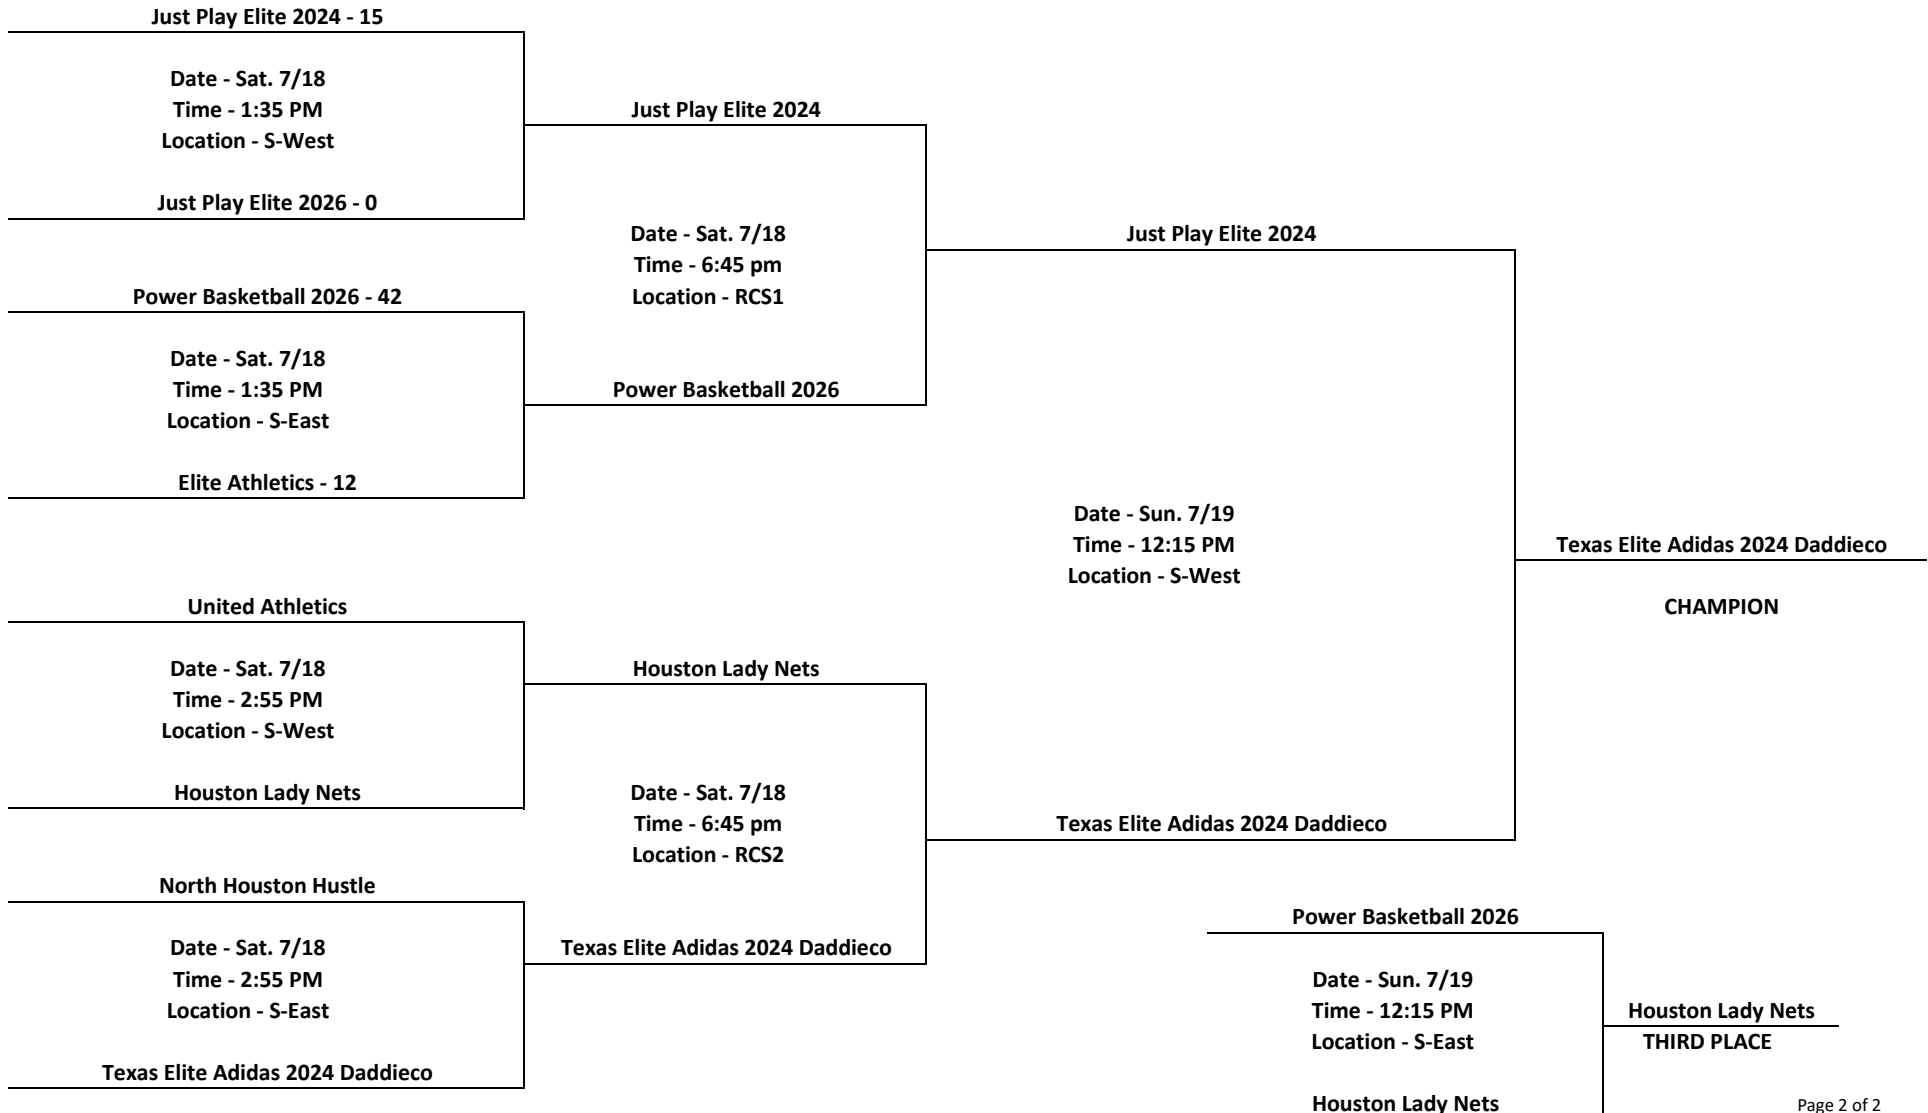 Just Play Elite 2024 - 15
Date - Sat. 7/18
Time - 1:35 PM
Location - S-West
Just Play Elite 2026 - 0
Power Basketball 2026 - 42
Date - Sat. 7/18
Time - 1:35 PM
Location - S-East
Elite Athletics - 12
United Athletics
Date - Sat. 7/18
Time - 2:55 PM
Location - S-West
Houston Lady Nets
North Houston Hustle
Date - Sat. 7/18
Time - 2:55 PM
Location - S-East
Texas Elite Adidas 2024 Daddieco
Just Play Elite 2024
Date - Sat. 7/18
Time - 6:45 pm
Location - RCS1
Power Basketball 2026
Houston Lady Nets
Date - Sat. 7/18
Time - 6:45 pm
Location - RCS2
Texas Elite Adidas 2024 Daddieco
Just Play Elite 2024
Date - Sun. 7/19
Time - 12:15 PM
Location - S-West
Texas Elite Adidas 2024 Daddieco
Texas Elite Adidas 2024 Daddieco
CHAMPION
Power Basketball 2026
Date - Sun. 7/19
Time - 12:15 PM
Location - S-East
Houston Lady Nets
Houston Lady Nets
THIRD PLACE
Page 2 of 2